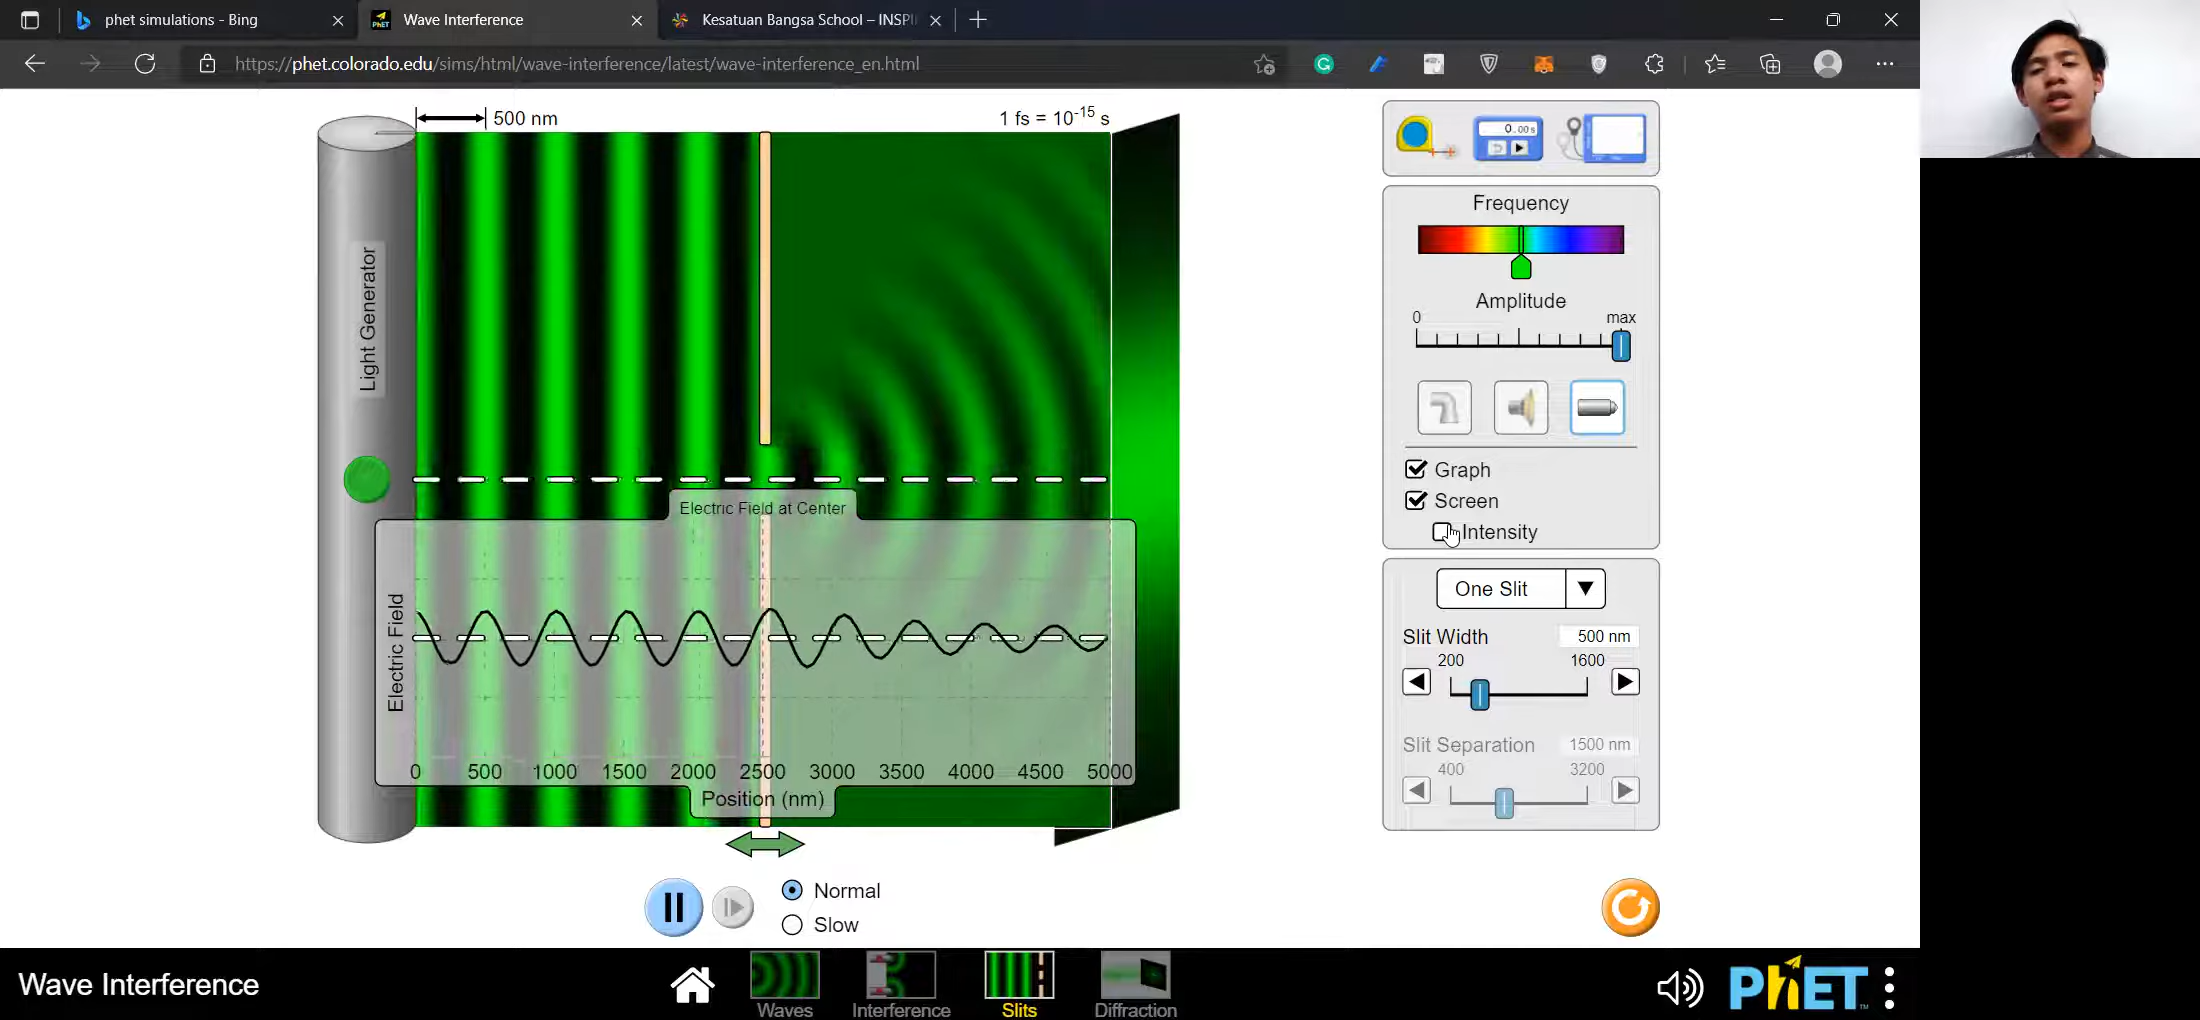 phet simulations - Bing
Wave Interference
Kesatuan Bangsa School – INSPI
https://phet.colorado.edu/sims/html/wave-interference/latest/wave-interference_en.html
500 nm
1 fs = 10⁻¹⁵ s
Light Generator
Electric Field at Center
Electric Field
0 500 1000 1500 2000 2500 3000 3500 4000 4500 5000
Position (nm)
Normal
Slow
0.00 s
Frequency
Amplitude
0 max
Graph
Screen
Intensity
One Slit
Slit Width 500 nm
200 1600
Slit Separation 1500 nm
400 3200
Wave Interference
Waves
Interference
Slits
Diffraction
PhET